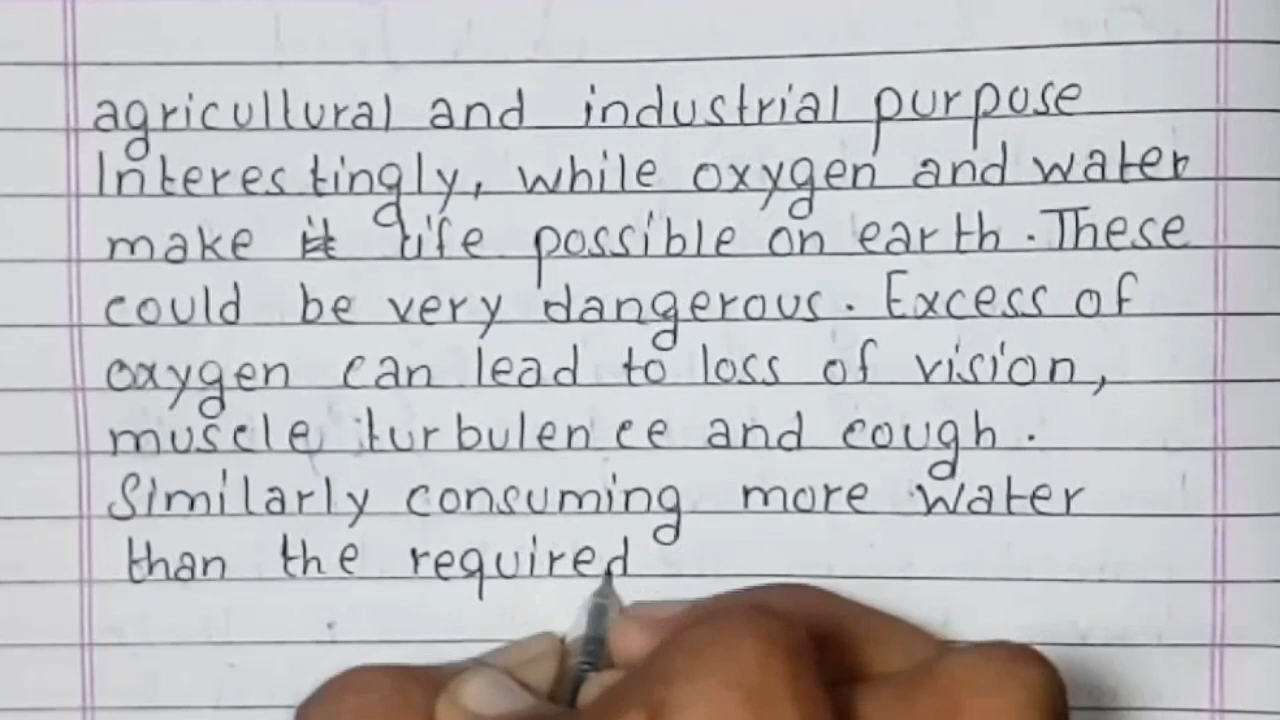 agricultural and industrial purpose
Interestingly, while oxygen and water
make it life possible on earth. These
could be very dangerous. Excess of
oxygen can lead to loss of vision,
muscle turbulence and cough.
Similarly consuming more water
than the required